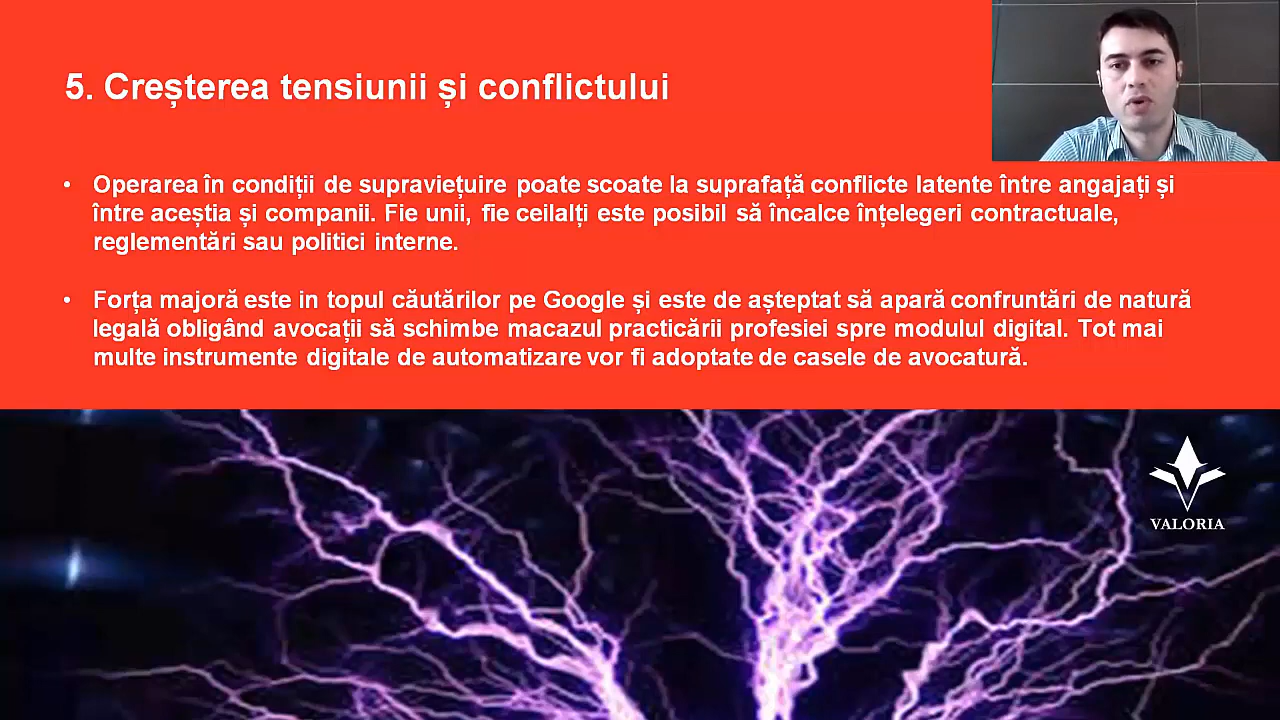 5. Creșterea tensiunii și conflictului
• Operarea în condiții de supraviețuire poate scoate la suprafață conflicte latente între angajați și
între aceștia și companii. Fie unii, fie ceilalți este posibil să încalce înțelegeri contractuale,
reglementări sau politici interne.
• Forța majoră este in topul căutărilor pe Google și este de așteptat să apară confruntări de natură
legală obligând avocații să schimbe macazul practicării profesiei spre modulul digital. Tot mai
multe instrumente digitale de automatizare vor fi adoptate de casele de avocatură.
VALORIA